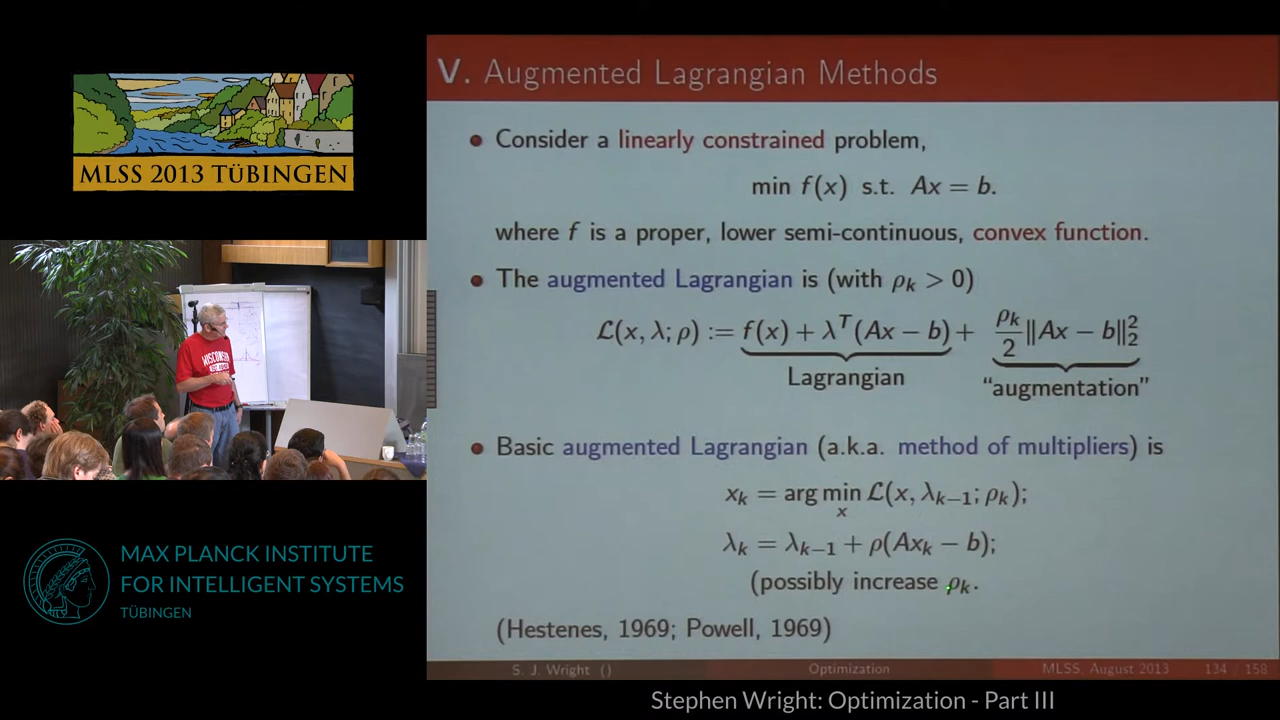 MLSS 2013 TÜBINGEN
WISCONSIN
MAX PLANCK INSTITUTE
FOR INTELLIGENT SYSTEMS
TÜBINGEN
V. Augmented Lagrangian Methods
• Consider a linearly constrained problem,
min f(x) s.t. Ax = b.
where f is a proper, lower semi-continuous, convex function.
• The augmented Lagrangian is (with ρₖ > 0)
ℒ(x, λ; ρ) := f(x) + λᵀ(Ax − b) + ρₖ/2 ‖Ax − b‖₂²
Lagrangian “augmentation”
• Basic augmented Lagrangian (a.k.a. method of multipliers) is
xₖ = arg minₓ ℒ(x, λₖ₋₁; ρₖ);
λₖ = λₖ₋₁ + ρ(Axₖ − b);
(possibly increase ρₖ.
(Hestenes, 1969; Powell, 1969)
S. J. Wright () Optimization MLSS, August 2013 134 / 158
Stephen Wright: Optimization - Part III